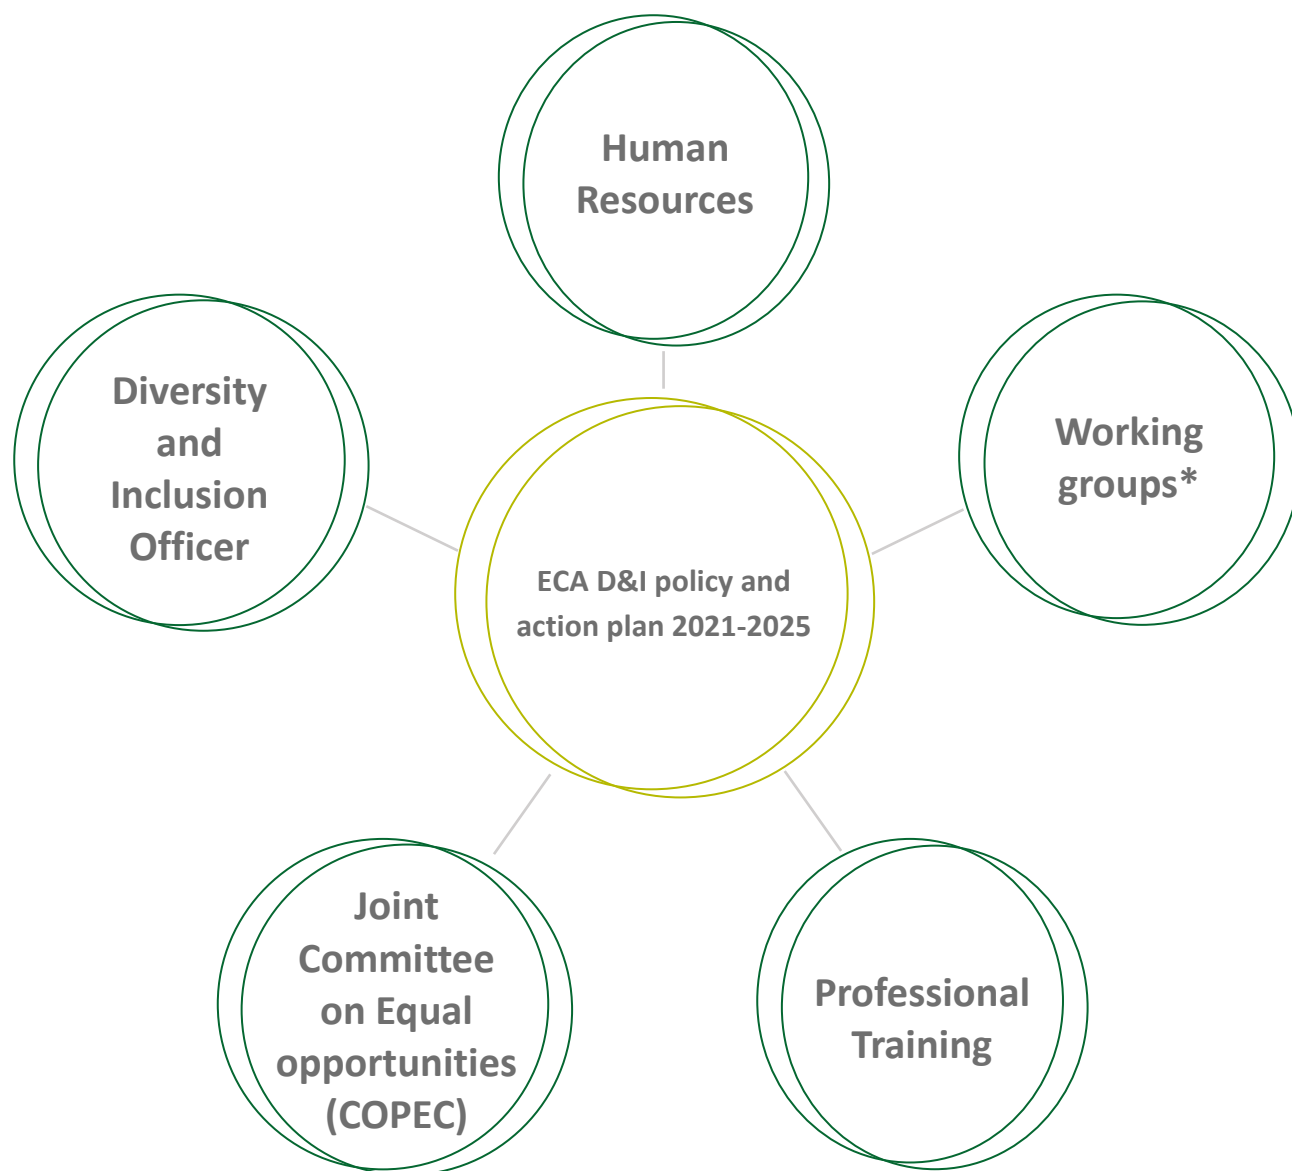 Human
Resources
Diversity
and
Inclusion
Officer
Working
groups*
ECA D&I policy and
action plan 2021-2025
Joint
Committee
on Equal
opportunities
(COPEC)
Professional
Training